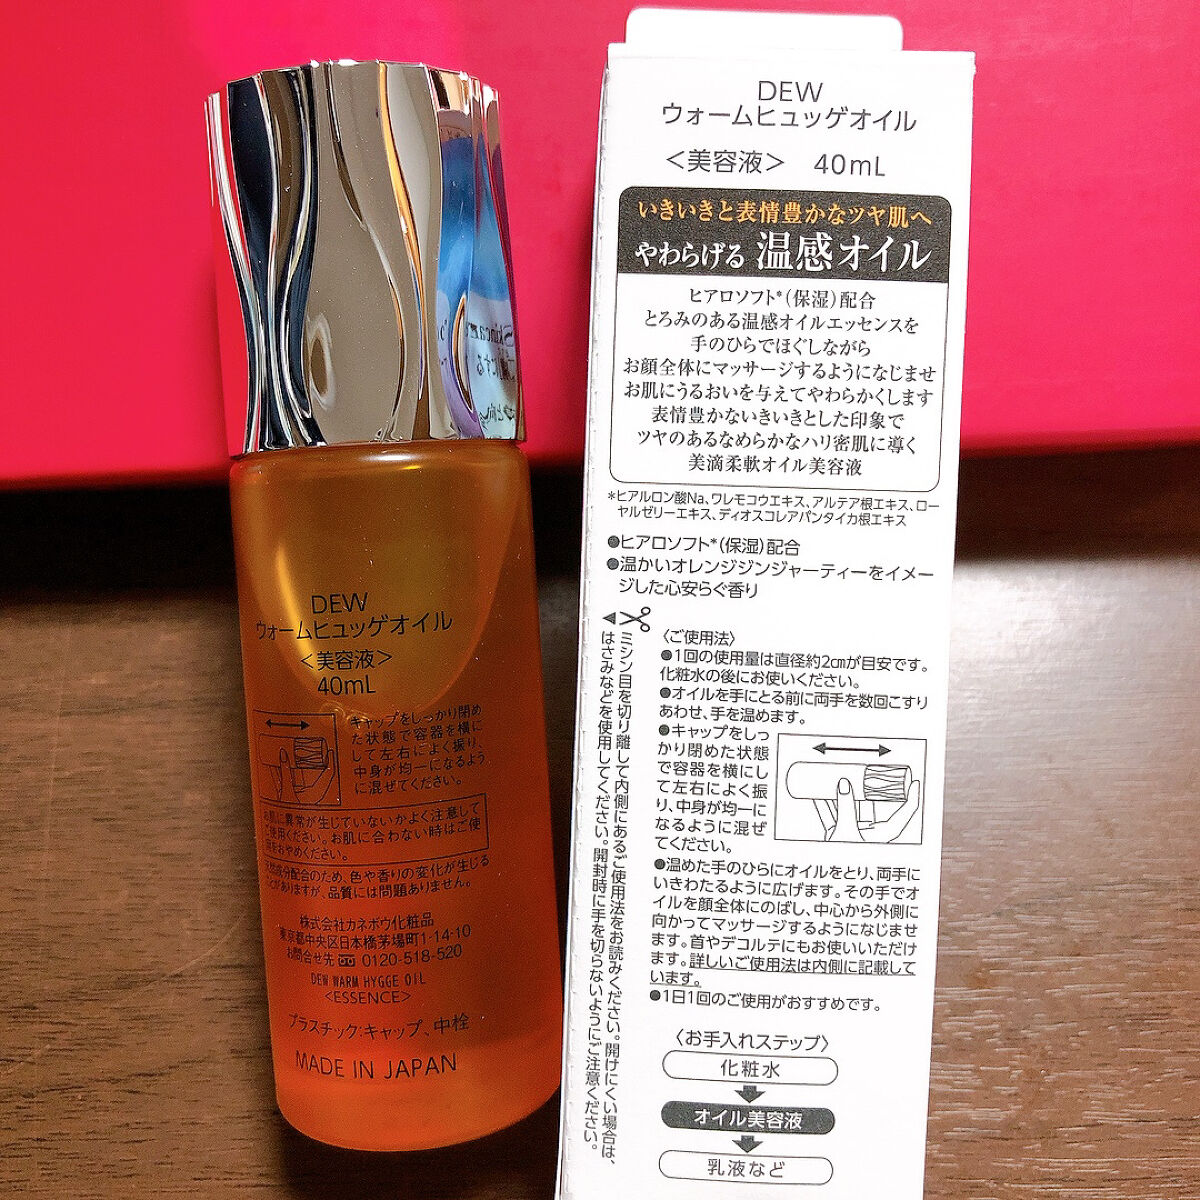 DEW
ウォームヒュッゲオイル
<美容液>
40mL
キャップをしっかり閉め
た状態で容器を横に
して左右によく振り、
中身が均一になるよう
に混ぜてください。
お肌に異常が生じていないかよく注意して
ご使用ください。お肌に合わない時はご使
用をおやめください。
天然成分配合のため、色や香りの変化が生じる
ことがありますが、品質には問題ありません。
株式会社カネボウ化粧品
東京都中央区日本橋茅場町1-14-10
お問合せ先 0120-518-520
DEW WARM HYGGE OIL
<ESSENCE>
プラスチック:キャップ、中栓
MADE IN JAPAN
DEW
ウォームヒュッゲオイル
<美容液> 40mL
いきいきと表情豊かなツヤ肌へ
やわらげる 温感オイル
ヒアロソフト*(保湿)配合
とろみのある温感オイルエッセンスを
手のひらでほぐしながら
お顔全体にマッサージするようになじませ
お肌にうるおいを与えてやわらかくします
表情豊かないきいきとした印象で
ツヤのあるなめらかなハリ密肌に導く
美滴柔軟オイル美容液
*ヒアルロン酸Na、ワレモコウエキス、アルテア根エキス、ロー
ヤルゼリーエキス、ディオスコレアパンタイカ根エキス
●ヒアロソフト*(保湿)配合
●温かいオレンジジンジャーティーをイメー
ジした心安らぐ香り
ミシン目を切り離して内側にあるご使用法をお読みください。開けにくい場合は、
はさみなどを使用してください。開封時に手を切らないようにご注意ください。
〈ご使用法〉
●1回の使用量は直径約2cmが目安です。
化粧水の後にお使いください。
●オイルを手にとる前に両手を数回こすり
あわせ、手を温めます。
●キャップをしっ
かり閉めた状態
で容器を横にし
て左右によく振
り、中身が均一に
なるように混ぜ
てください。
●温めた手のひらにオイルをとり、両手に
いきわたるように広げます。その手でオ
イルを顔全体にのばし、中心から外側に
向かってマッサージするようになじませ
ます。首やデコルテにもお使いいただけ
ます。詳しいご使用法は内側に記載して
います。
●1日1回のご使用がおすすめです。
〈お手入れステップ〉
化粧水
オイル美容液
乳液など